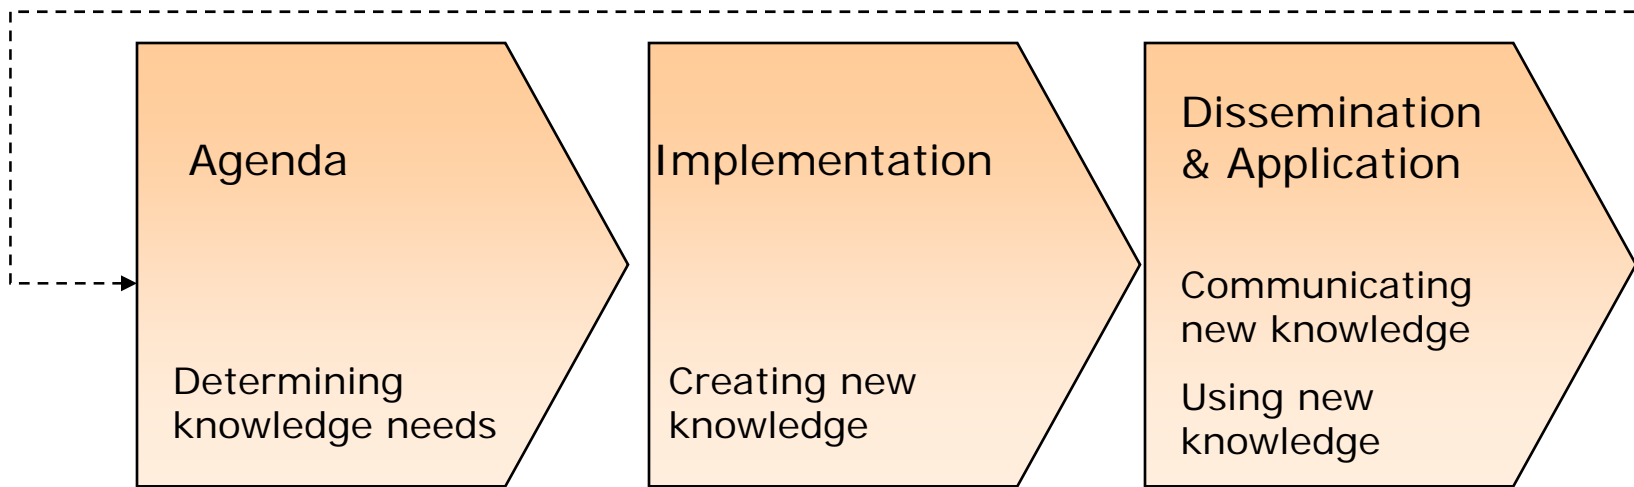 Agenda
Determining
knowledge needs
Implementation
Creating new
knowledge
Dissemination
& Application
Communicating
new knowledge
Using new
knowledge